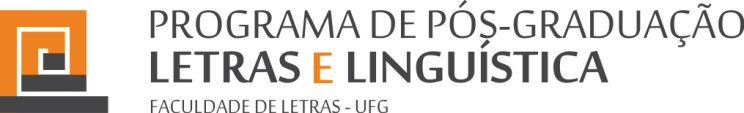 PROGRAMA DE PÓS-GRADUAÇÃO
LETRAS E LINGUÍSTICA
FACULDADE DE LETRAS - UFG